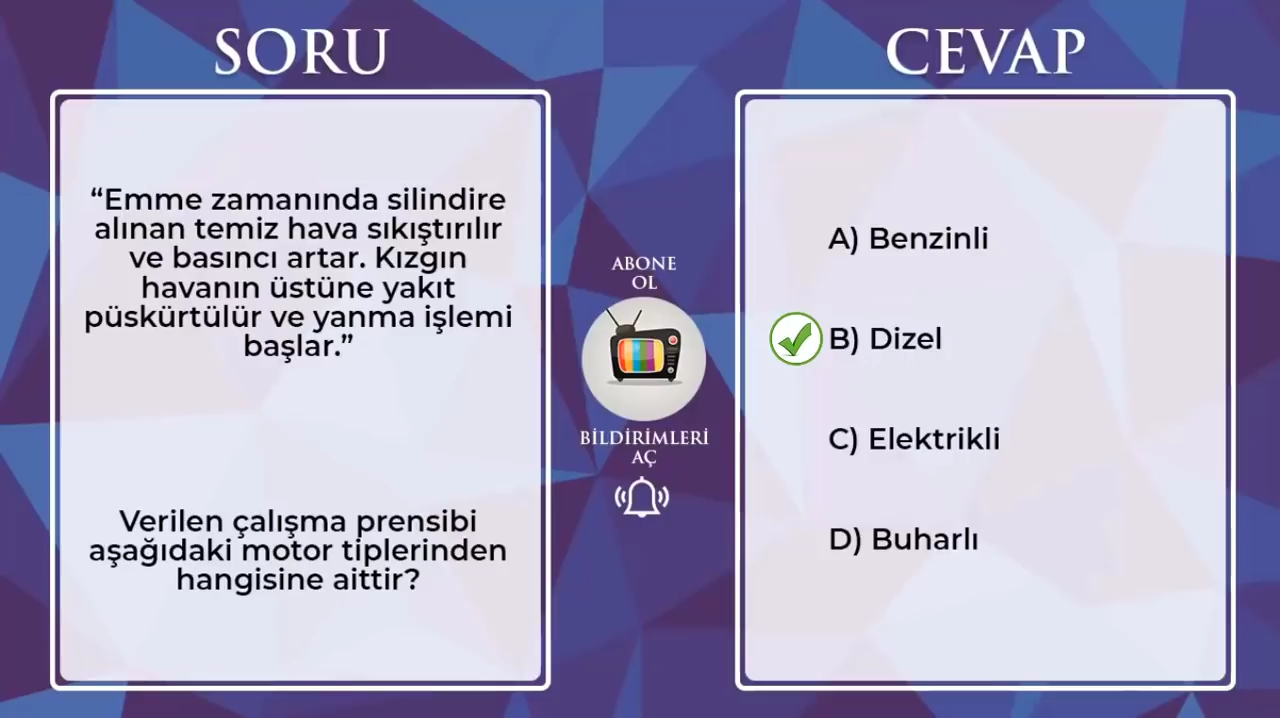 SORU
“Emme zamanında silindire
alınan temiz hava sıkıştırılır
ve basıncı artar. Kızgın
havanın üstüne yakıt
püskürtülür ve yanma işlemi
başlar.”
Verilen çalışma prensibi
aşağıdaki motor tiplerinden
hangisine aittir?
ABONE
OL
BİLDİRİMLERİ
AÇ
CEVAP
A) Benzinli
B) Dizel
C) Elektrikli
D) Buharlı